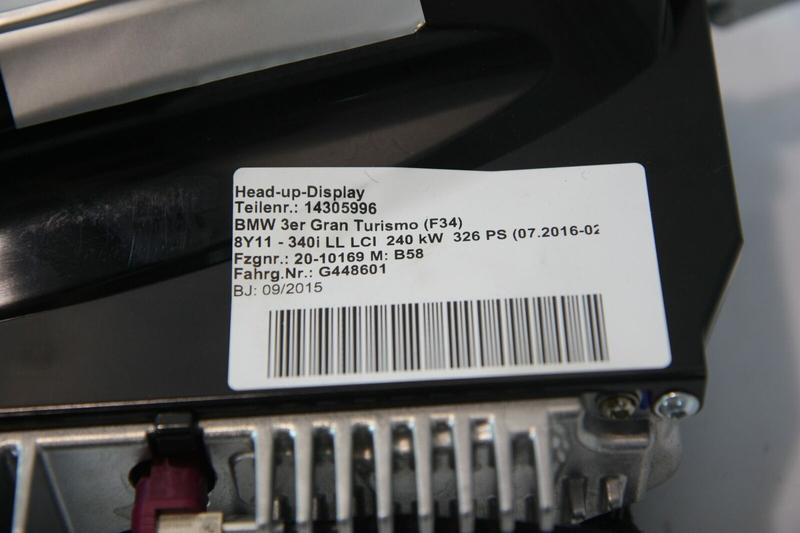 Head-up-Display
Teilenr.: 14305996
BMW 3er Gran Turismo (F34)
8Y11 - 340i LL LCI 240 kW 326 PS (07.2016-02
Fzgnr.: 20-10169 M: B58
Fahrg.Nr.: G448601
BJ: 09/2015